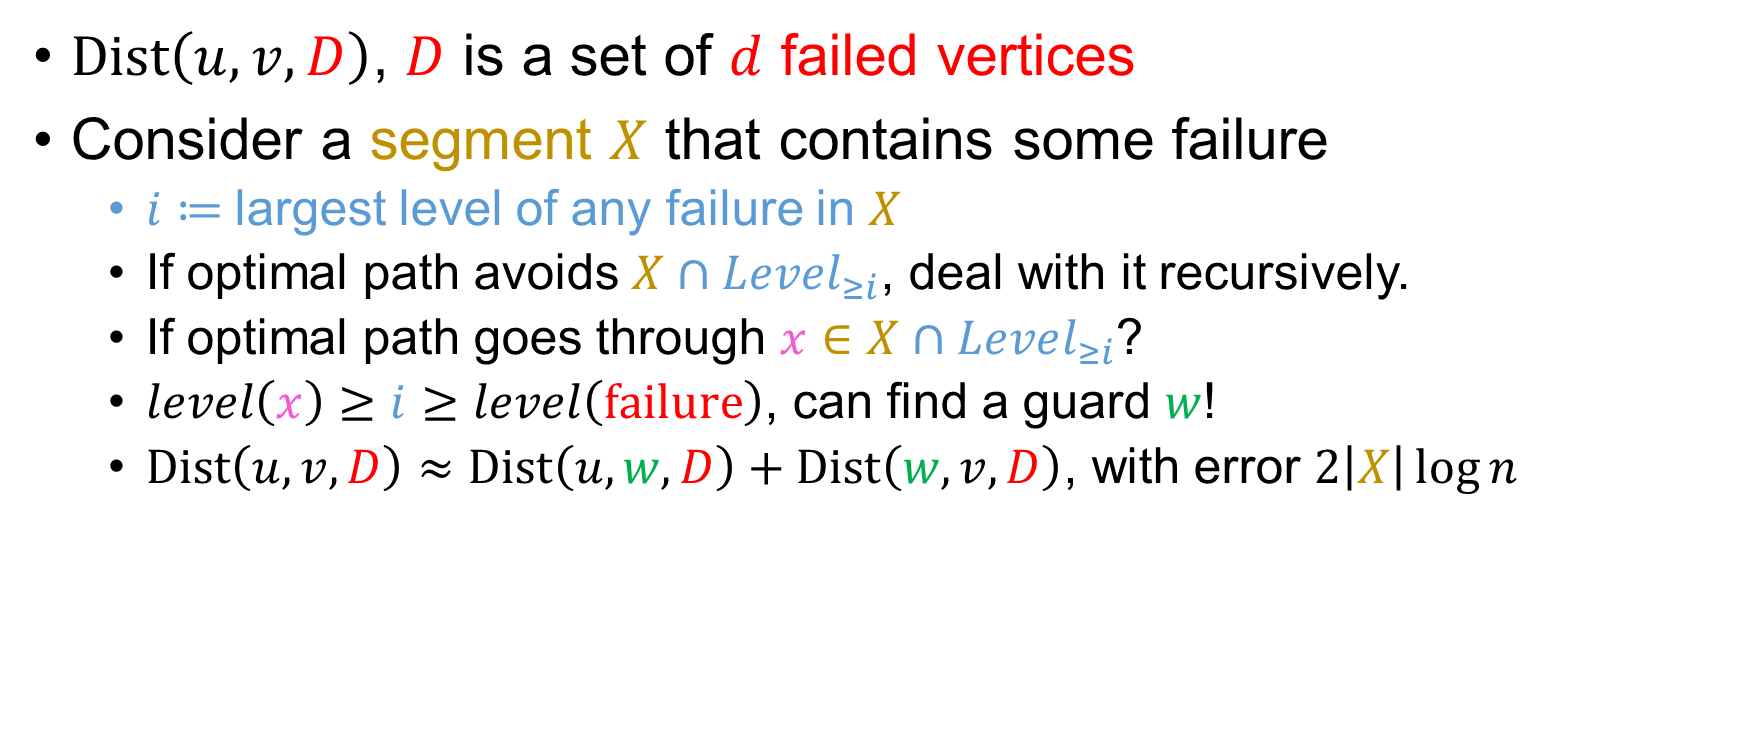 • Dist(u, v, D), D is a set of d failed vertices
• Consider a segment X that contains some failure
• i ≔ largest level of any failure in X
• If optimal path avoids X ∩ Level≥i, deal with it recursively.
• If optimal path goes through x ∈ X ∩ Level≥i?
• level(x) ≥ i ≥ level(failure), can find a guard w!
• Dist(u, v, D) ≈ Dist(u, w, D) + Dist(w, v, D), with error 2|X| log n